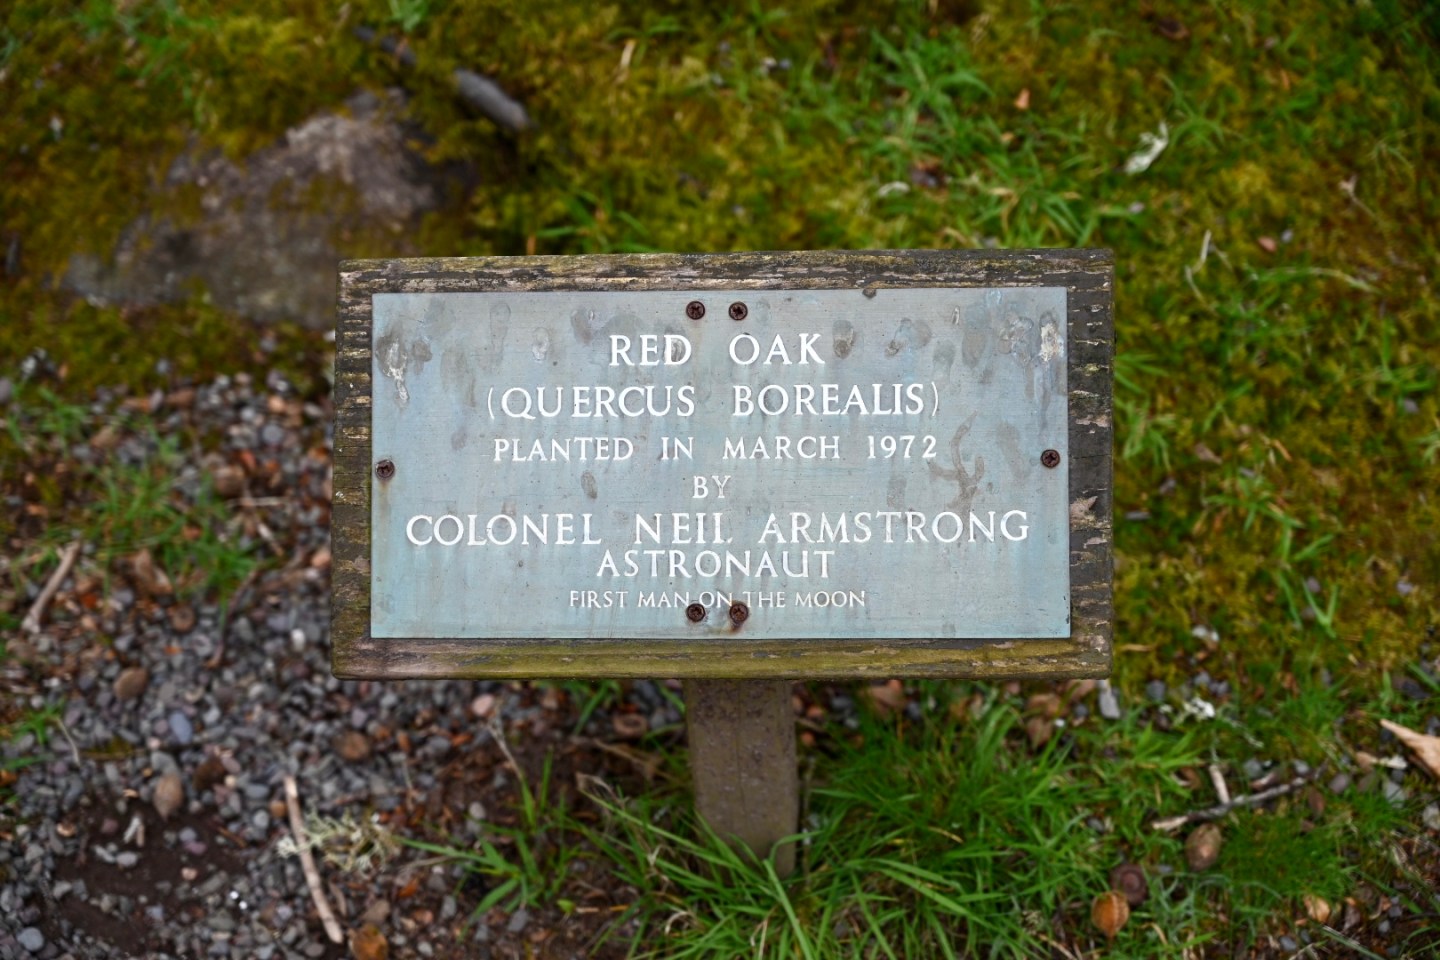 RED OAK
(QUERCUS BOREALIS)
PLANTED IN MARCH 1972
BY
COLONEL NEIL ARMSTRONG
ASTRONAUT
FIRST MAN ON THE MOON